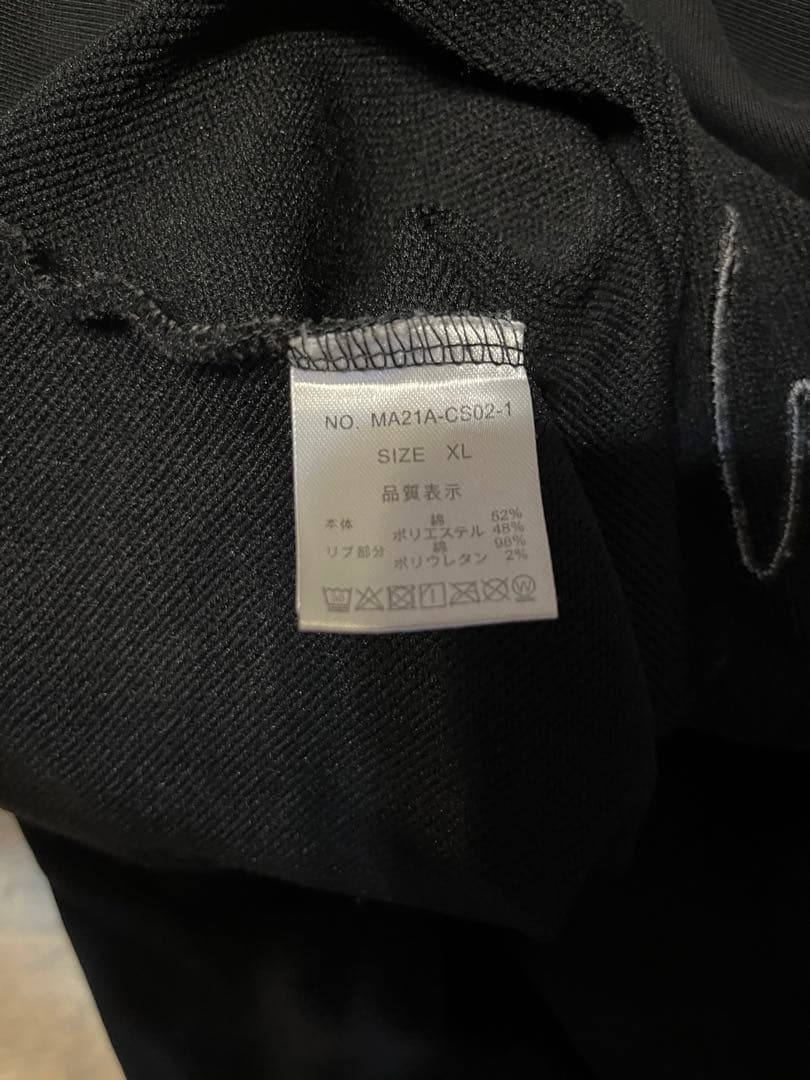 NO. MA21A-CS02-1
SIZE XL
品質表示
本体 綿 52%
ポリエステル 48%
リブ部分 綿 98%
ポリウレタン 2%
W